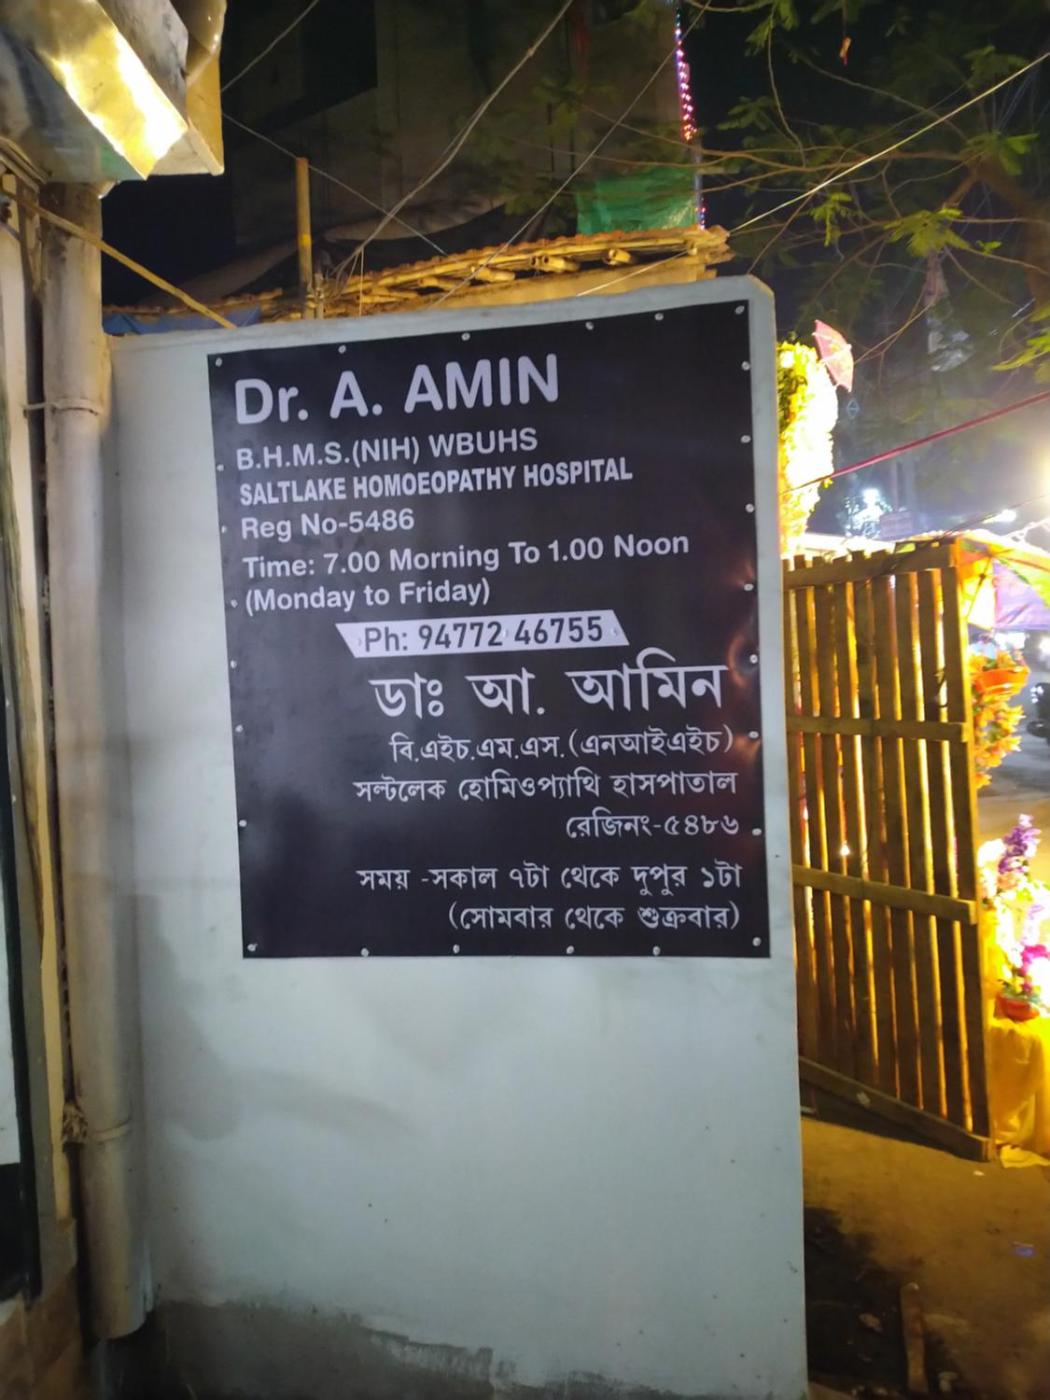 Dr. A. AMIN
B.H.M.S.(NIH) WBUHS
SALTLAKE HOMOEOPATHY HOSPITAL
Reg No-5486
Time: 7.00 Morning To 1.00 Noon
(Monday to Friday)
Ph: 94772 46755
ডাঃ আ. আমিন
বি.এইচ.এম.এস.(এনআইএইচ)
সল্টলেক হোমিওপ্যাথি হাসপাতাল
রেজিনং-৫৪৮৬
সময় -সকাল ৭টা থেকে দুপুর ১টা
(সোমবার থেকে শুক্রবার)